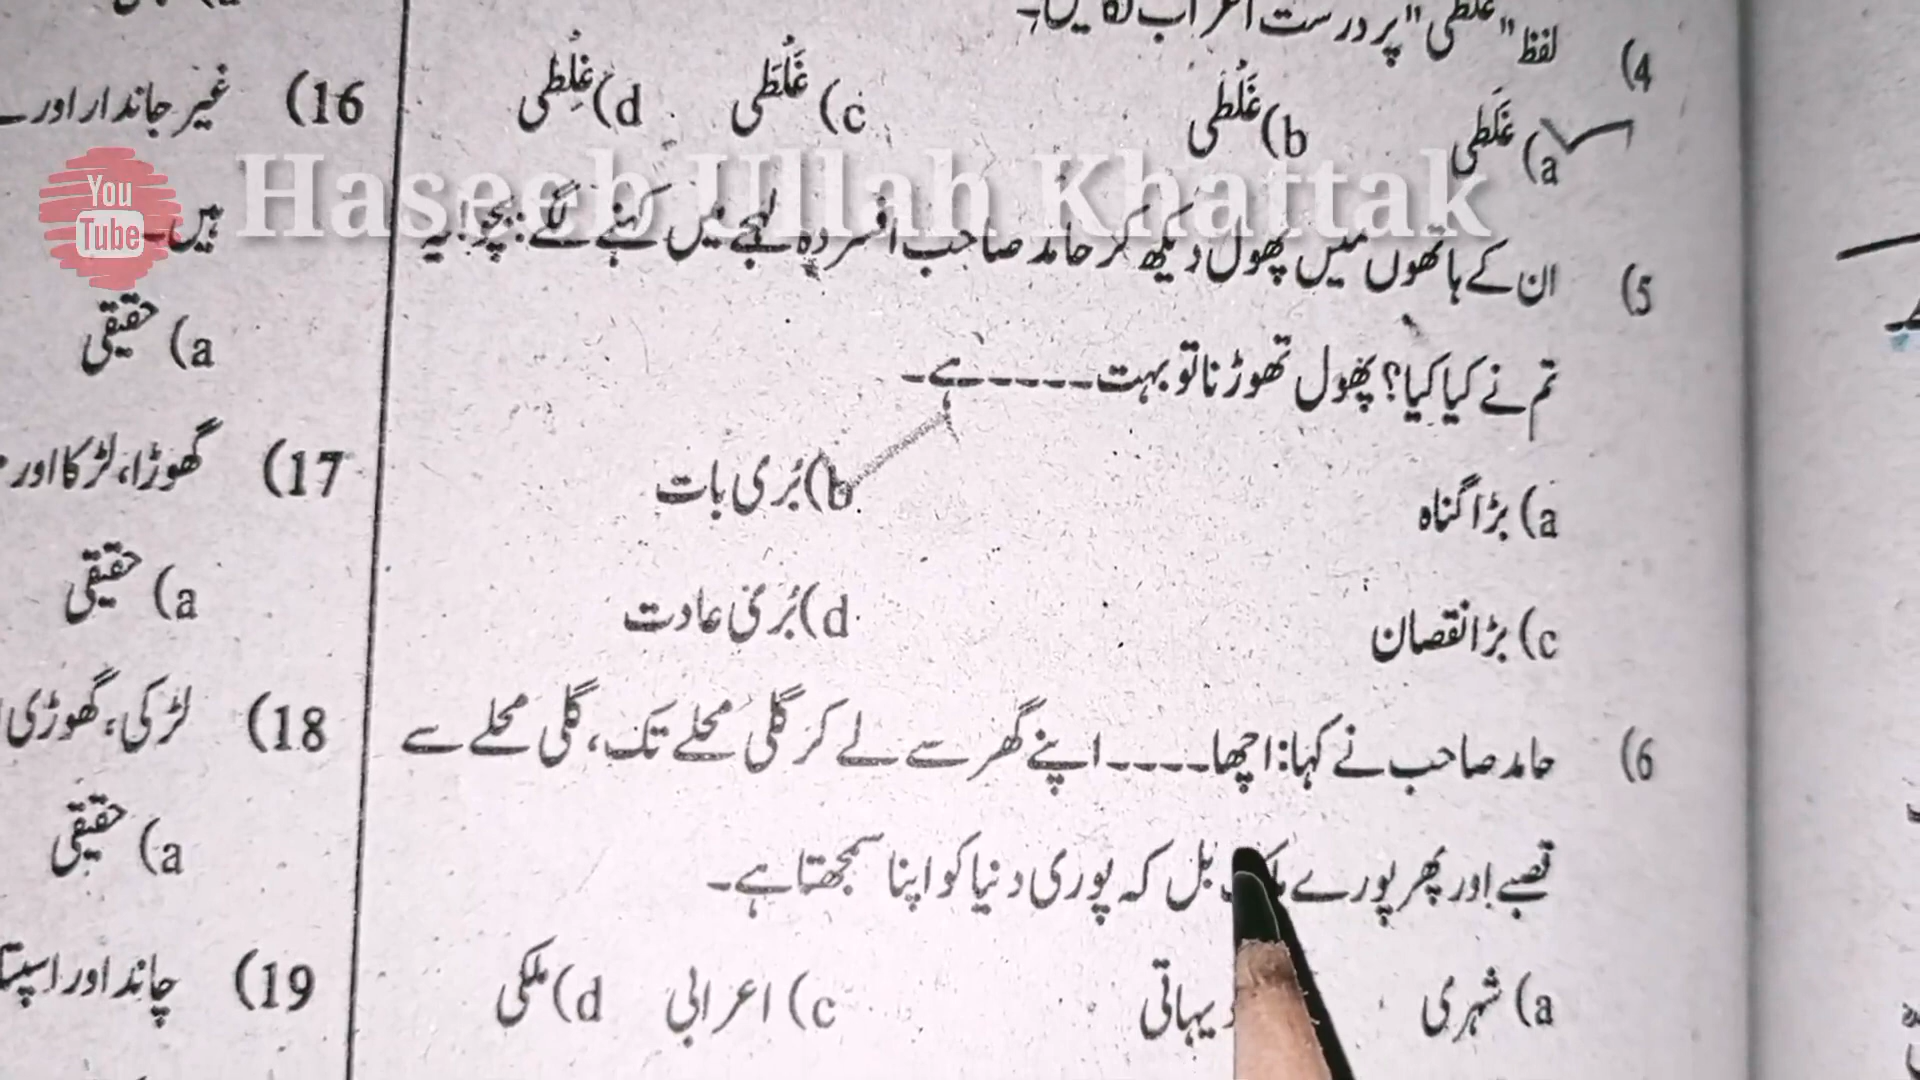 4) لفظ "غلطی" پر درست اعراب لگائیں۔
a) غَلَطی b) غَلُطی c) غَلَطَی d) غلِطی
5) ان کے ہاتھوں میں پھول دیکھ کر حامد صاحب افسردہ لہجے میں کہنے لگے: بچو! یہ
تم نے کیا کیا؟ پھول تھوڑنا تو بہت ----- ہے۔
a) بڑا گناہ b) بُری بات
c) بڑا نقصان d) بُری عادت
6) حامد صاحب نے کہا: اچھا ---- اپنے گھر سے لے کر گلی محلے تک، گلی محلے سے
قصبے اور پھر پورے بل کہ پوری دنیا کو اپنا سمجھتا ہے۔
a) شہری دیہاتی c) اعرابی d) ملکی
16) غیر جاندار اور
ہیں۔
a) حقیقی
17) گھوڑا، لڑکا اور
a) حقیقی
18) لڑکی، گھوڑی
a) حقیقی
19) چاند اور
You
Tube
Haseeb Ullah Khattak